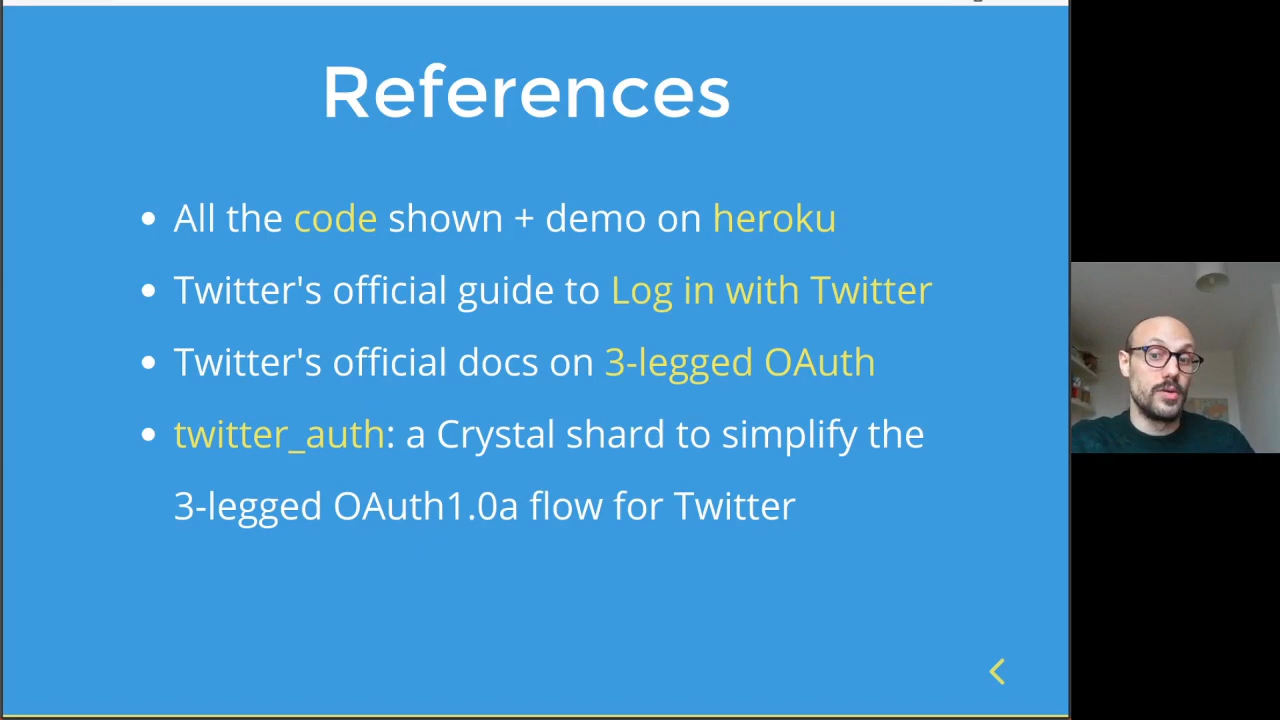 References
All the code shown + demo on heroku
Twitter's official guide to Log in with Twitter
Twitter's official docs on 3-legged OAuth
twitter_auth: a Crystal shard to simplify the
3-legged OAuth1.0a flow for Twitter